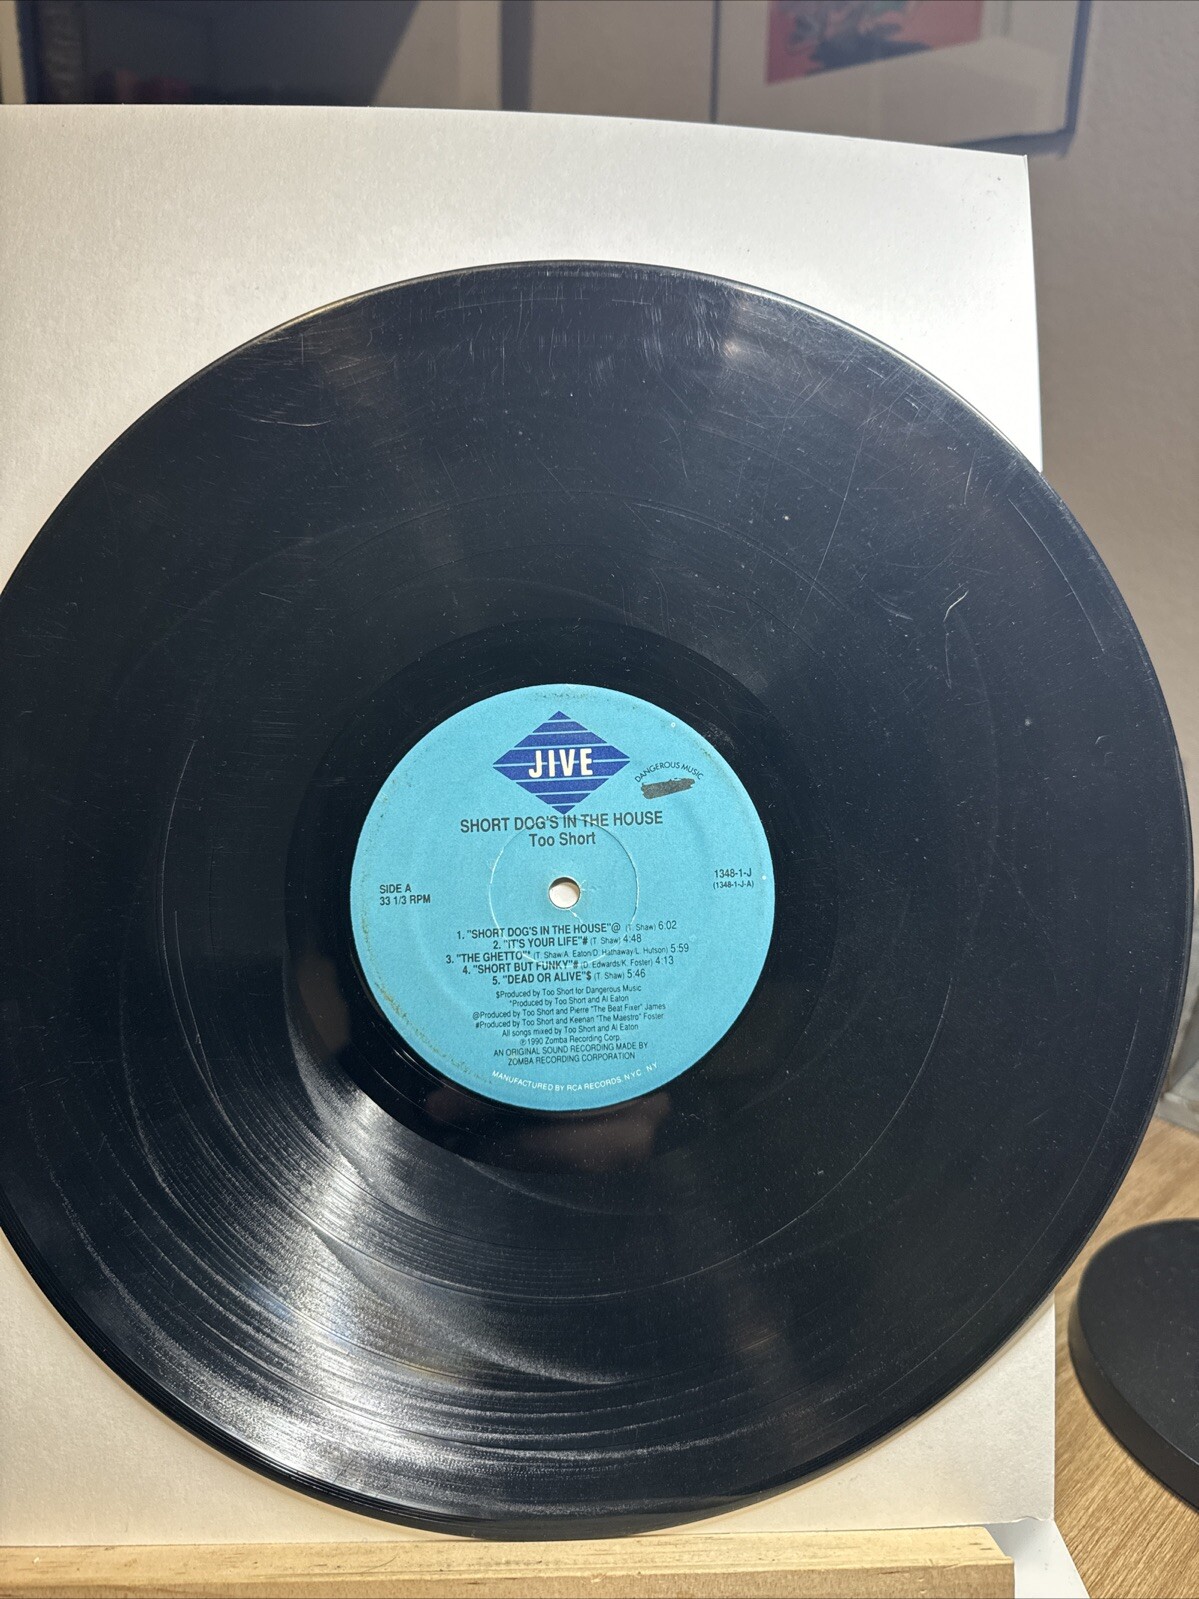 JIVE
DANGEROUS MUSIC
SHORT DOG'S IN THE HOUSE
Too Short
SIDE A
33 1/3 RPM
1348-1-J
(1348-1-J-A)
1. "SHORT DOG'S IN THE HOUSE"@ (T. Shaw) 6:02
2. "IT'S YOUR LIFE"# (T. Shaw) 4:48
3. "THE GHETTO"* (T. Shaw/A. Eaton/D. Hathaway/L. Hutson) 5:59
4. "SHORT BUT FUNKY"# (D. Edwards/K. Foster) 4:13
5. "DEAD OR ALIVE"$ (T. Shaw) 5:46
$Produced by Too Short for Dangerous Music
*Produced by Too Short and Al Eaton
@Produced by Too Short and Pierre "The Beat Fixer" James
#Produced by Too Short and Keenan "The Maestro" Foster
All songs mixed by Too Short and Al Eaton
℗1990 Zomba Recording Corp.
AN ORIGINAL SOUND RECORDING MADE BY
ZOMBA RECORDING CORPORATION
MANUFACTURED BY RCA RECORDS, N.Y.C. N.Y.